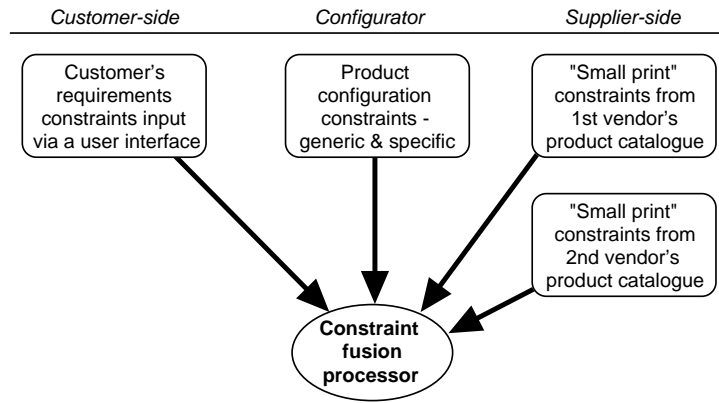 Customer-side
Configurator
Supplier-side
Customer's
requirements
constraints input
via a user interface
Product
configuration
constraints -
generic & specific
"Small print"
constraints from
1st vendor's
product catalogue
"Small print"
constraints from
2nd vendor's
product catalogue
Constraint
fusion
processor